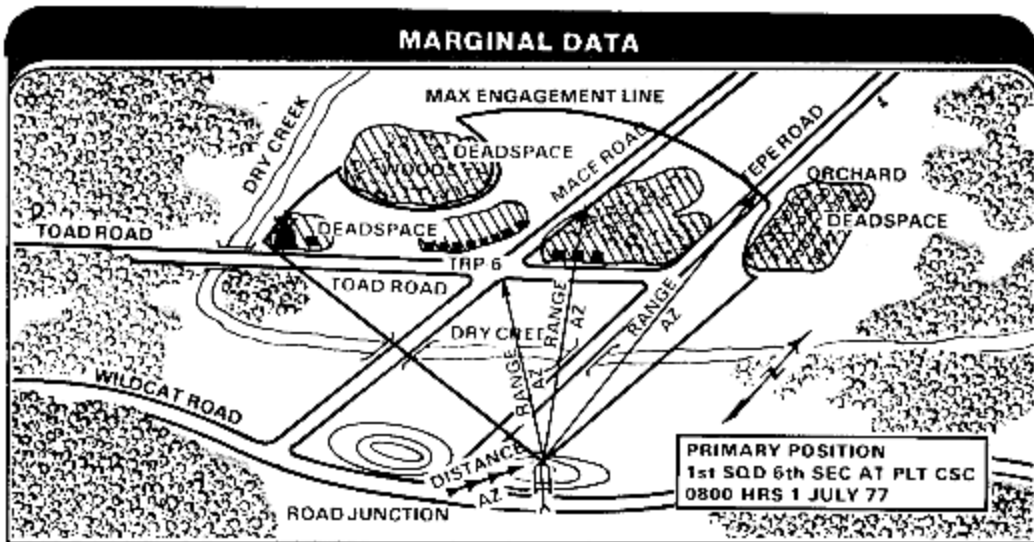 MARGINAL DATA
MAX ENGAGEMENT LINE
DRY CREEK
DEADSPACE
WOODS
MACE ROAD
EPE ROAD
ORCHARD
DEADSPACE
DEADSPACE
TOAD ROAD
TRP 6
TOAD ROAD
RANGE
AZ
RANGE
AZ
DRY CREE
RANGE
AZ
WILDCAT ROAD
DISTANCE
AZ
ROAD JUNCTION
PRIMARY POSITION
1st SQD 6th SEC AT PLT CSC
0800 HRS 1 JULY 77